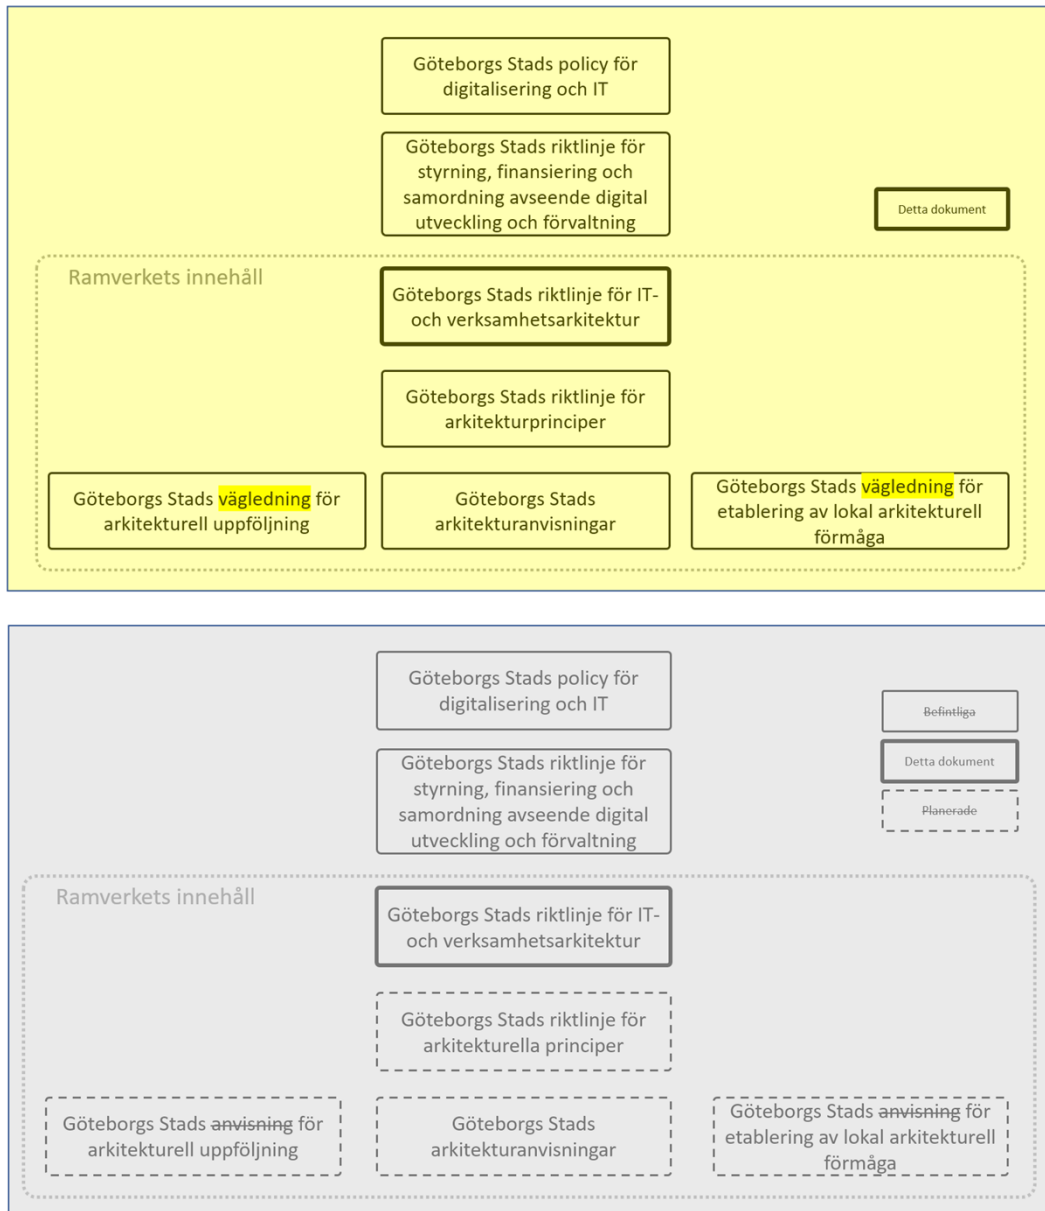 Göteborgs Stads policy för
digitalisering och IT
Göteborgs Stads riktlinje för
styrning, finansiering och
samordning avseende digital
utveckling och förvaltning
Detta dokument
Ramverkets innehåll
Göteborgs Stads riktlinje för IT-
och verksamhetsarkitektur
Göteborgs Stads riktlinje för
arkitekturprinciper
Göteborgs Stads vägledning för
arkitekturell uppföljning
Göteborgs Stads
arkitekturanvisningar
Göteborgs Stads vägledning för
etablering av lokal arkitekturell
förmåga
Göteborgs Stads policy för
digitalisering och IT
Befintliga
Detta dokument
Planerade
Göteborgs Stads riktlinje för
styrning, finansiering och
samordning avseende digital
utveckling och förvaltning
Ramverkets innehåll
Göteborgs Stads riktlinje för IT-
och verksamhetsarkitektur
Göteborgs Stads riktlinje för
arkitekturella principer
Göteborgs Stads anvisning för
arkitekturell uppföljning
Göteborgs Stads
arkitekturanvisningar
Göteborgs Stads anvisning för
etablering av lokal arkitekturell
förmåga